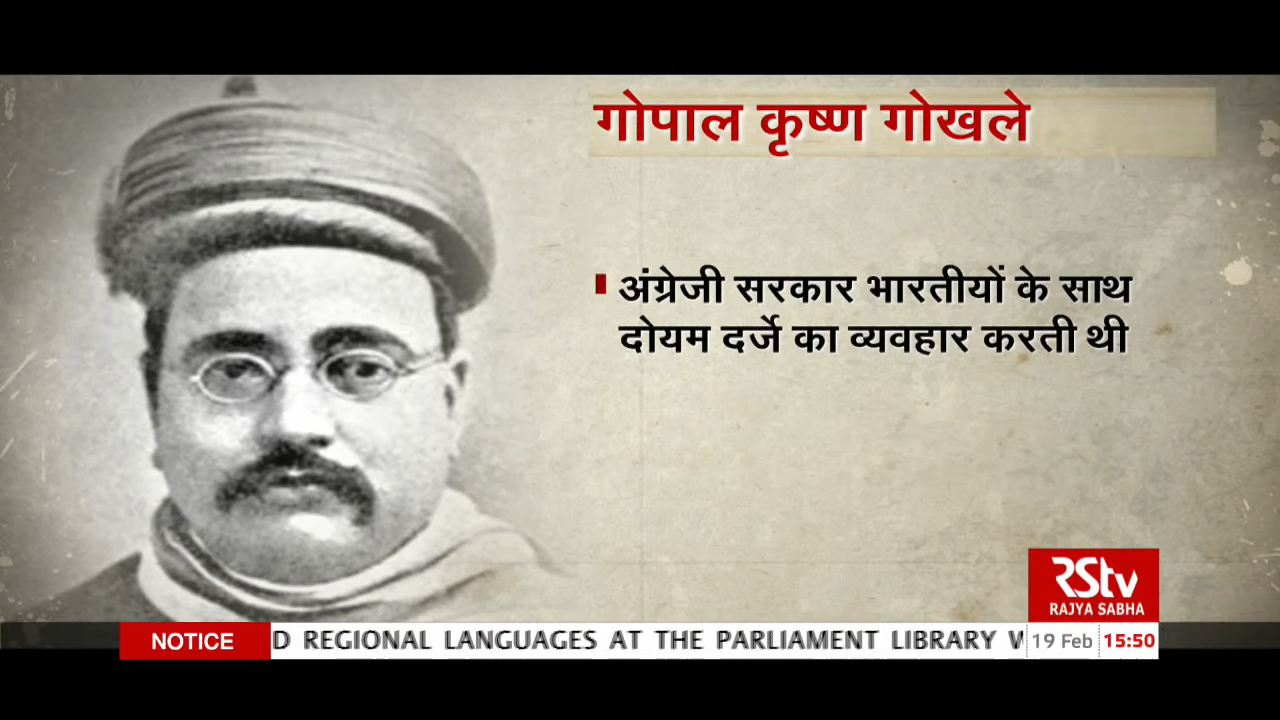 गोपाल कृष्ण गोखले
अंग्रेजी सरकार भारतीयों के साथ
दोयम दर्जे का व्यवहार करती थी
RStv
RAJYA SABHA
NOTICE D REGIONAL LANGUAGES AT THE PARLIAMENT LIBRARY 19 Feb 15:50